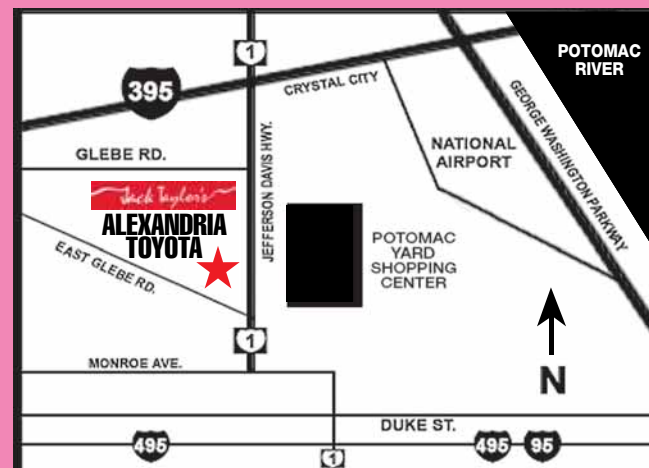 1
POTOMAC
RIVER
395
CRYSTAL CITY
GLEBE RD.
JEFFERSON DAVIS HWY.
NATIONAL
AIRPORT
GEORGE WASHINGTON PARKWAY
Jack Taylor's
ALEXANDRIA
TOYOTA
EAST GLEBE RD.
POTOMAC
YARD
SHOPPING
CENTER
1
MONROE AVE.
N
DUKE ST.
495
1
495
95